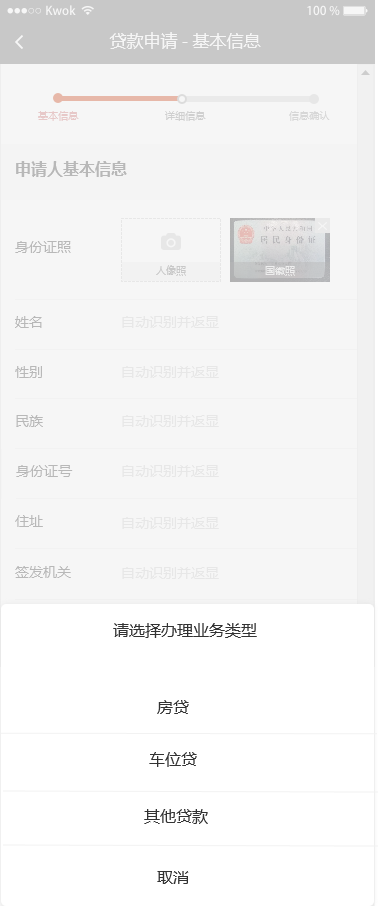 Kwok 100 %
贷款申请 - 基本信息
基本信息 详细信息 信息确认
申请人基本信息
身份证照
中华人民共和国
居民身份证
人像照 国徽照
姓名 自动识别并返显
性别 自动识别并返显
民族 自动识别并返显
身份证号 自动识别并返显
住址 自动识别并返显
签发机关 自动识别并返显
请选择办理业务类型
房贷
车位贷
其他贷款
取消